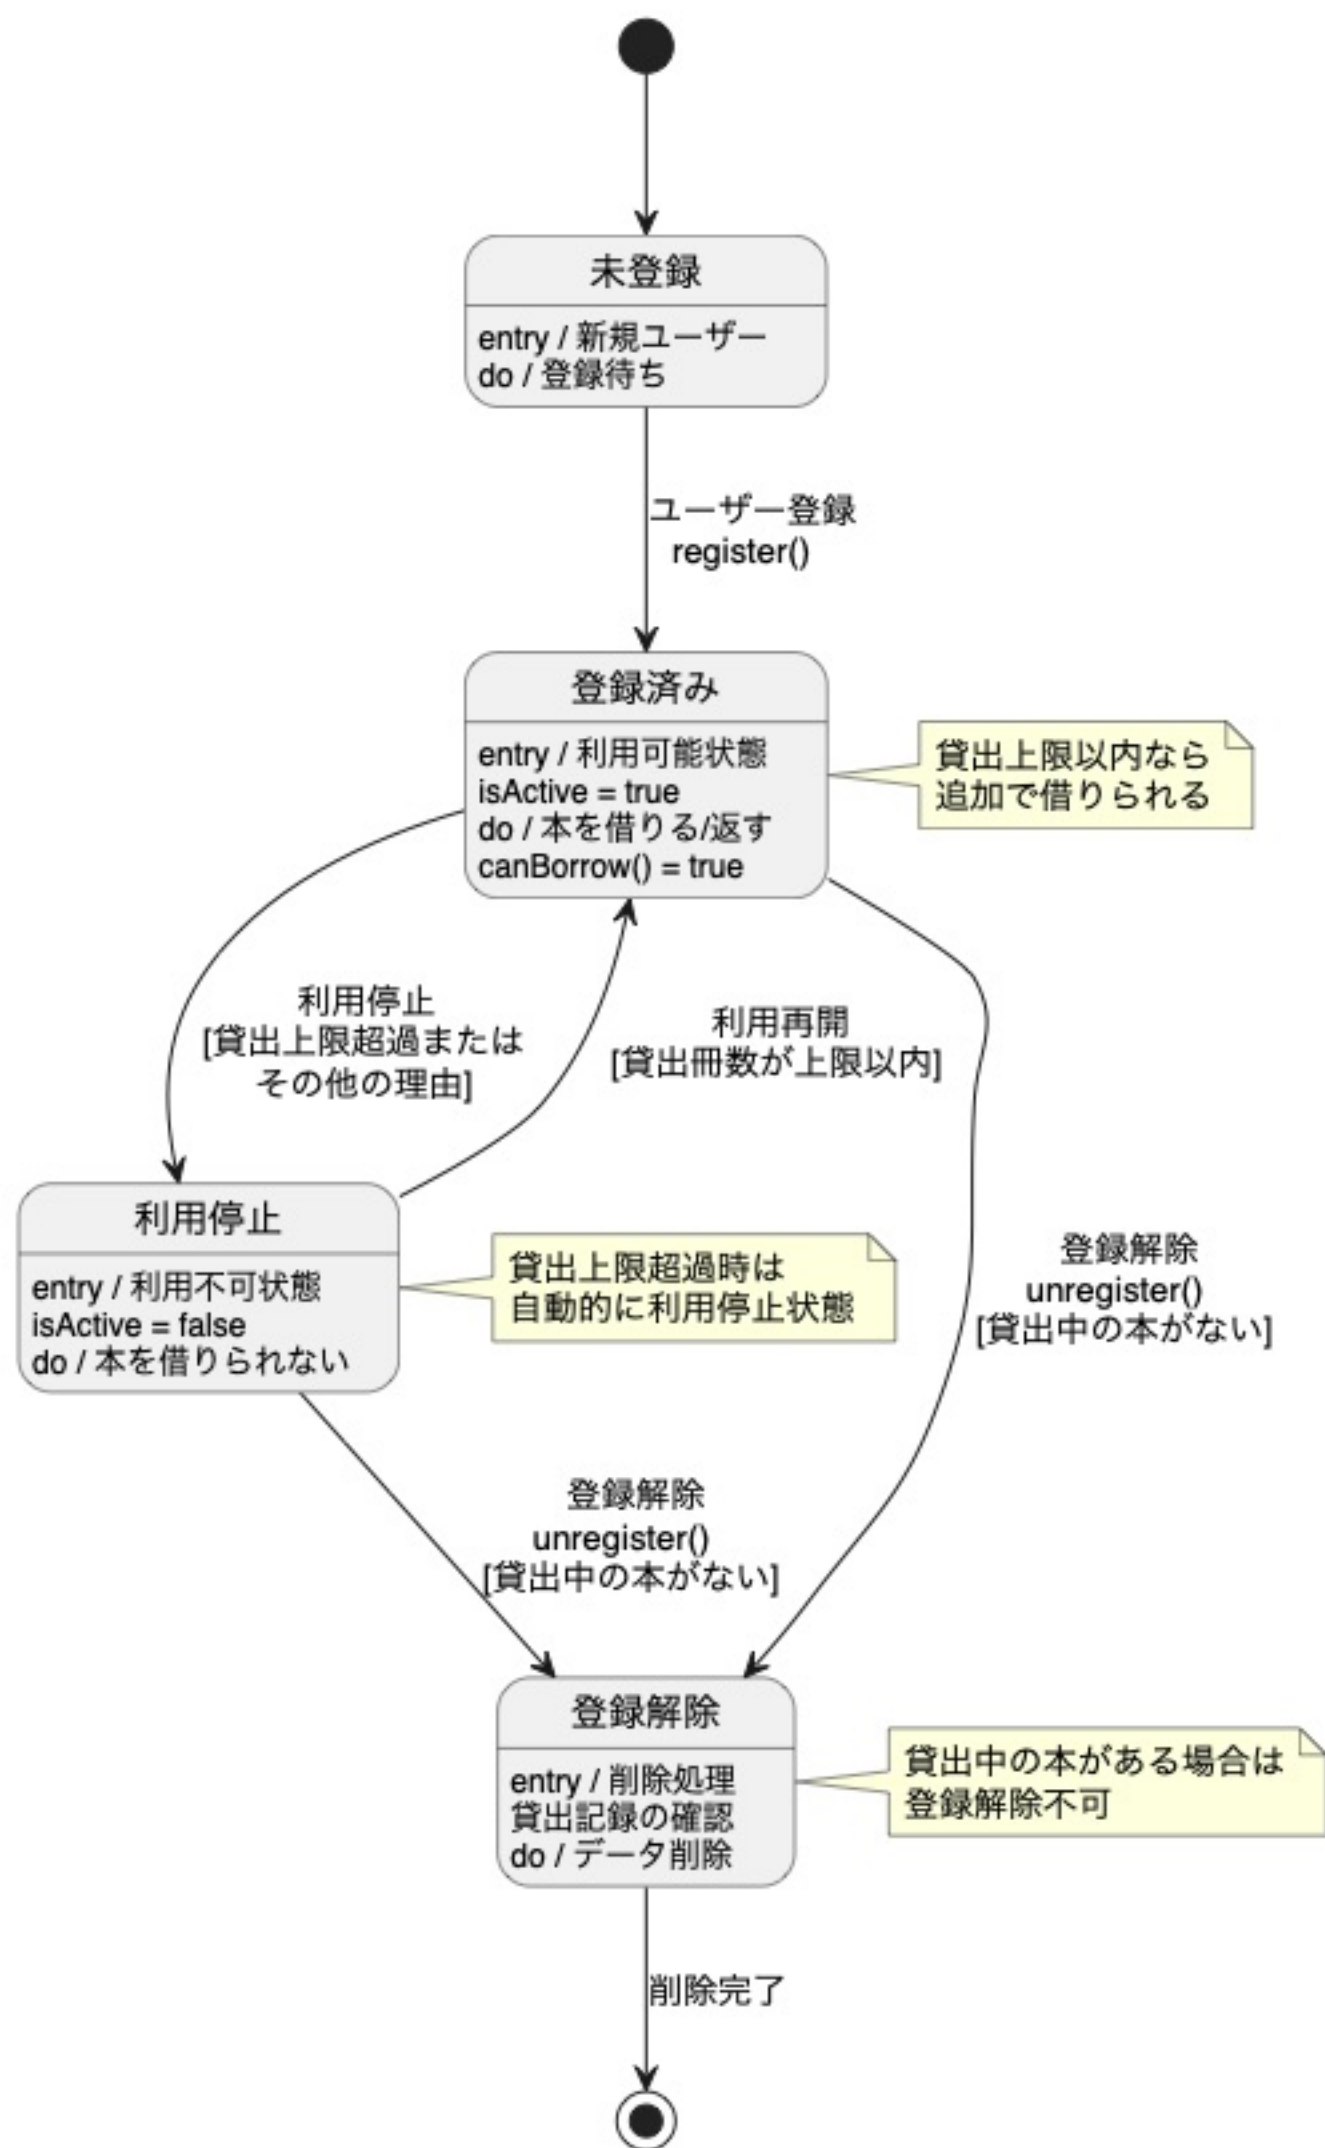 未登録
entry / 新規ユーザー
do / 登録待ち
ユーザー登録
register()
登録済み
entry / 利用可能状態
isActive = true
do / 本を借りる/返す
canBorrow() = true
貸出上限以内なら
追加で借りられる
利用停止
[貸出上限超過または
その他の理由]
利用再開
[貸出冊数が上限以内]
利用停止
entry / 利用不可状態
isActive = false
do / 本を借りられない
貸出上限超過時は
自動的に利用停止状態
登録解除
unregister()
[貸出中の本がない]
登録解除
unregister()
[貸出中の本がない]
登録解除
entry / 削除処理
貸出記録の確認
do / データ削除
貸出中の本がある場合は
登録解除不可
削除完了